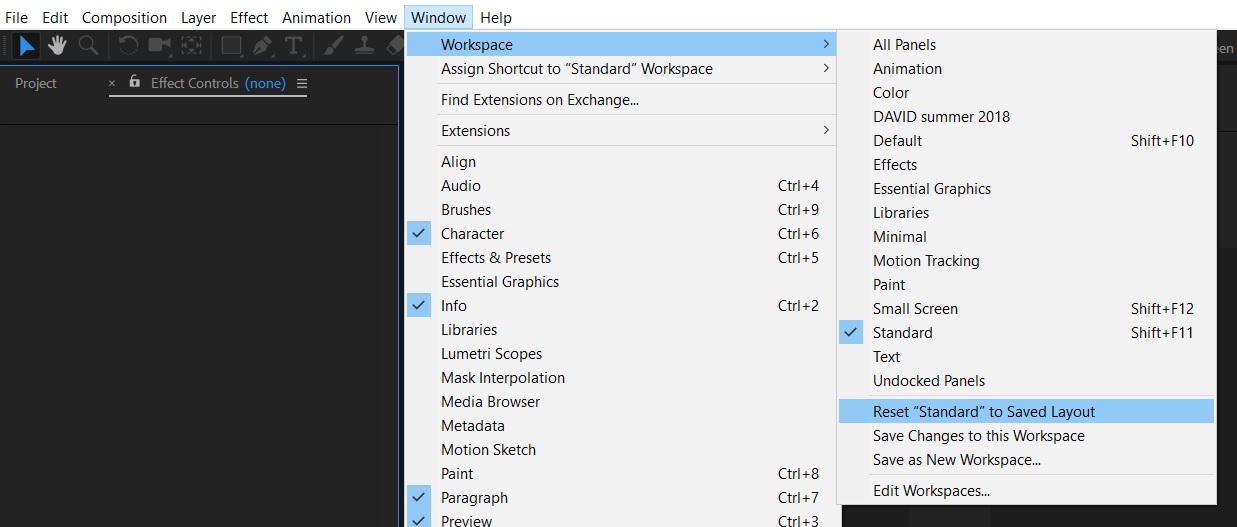 File Edit Composition Layer Effect Animation View Window Help
Project
× Effect Controls (none) ☰
Workspace >
Assign Shortcut to “Standard” Workspace >
Find Extensions on Exchange...
Extensions >
Align
Audio Ctrl+4
Brushes Ctrl+9
Character Ctrl+6
Effects & Presets Ctrl+5
Essential Graphics
Info Ctrl+2
Libraries
Lumetri Scopes
Mask Interpolation
Media Browser
Metadata
Motion Sketch
Paint Ctrl+8
Paragraph Ctrl+7
Preview Ctrl+3
All Panels
Animation
Color
DAVID summer 2018
Default Shift+F10
Effects
Essential Graphics
Libraries
Minimal
Motion Tracking
Paint
Small Screen Shift+F12
Standard Shift+F11
Text
Undocked Panels
Reset “Standard” to Saved Layout
Save Changes to this Workspace
Save as New Workspace...
Edit Workspaces...